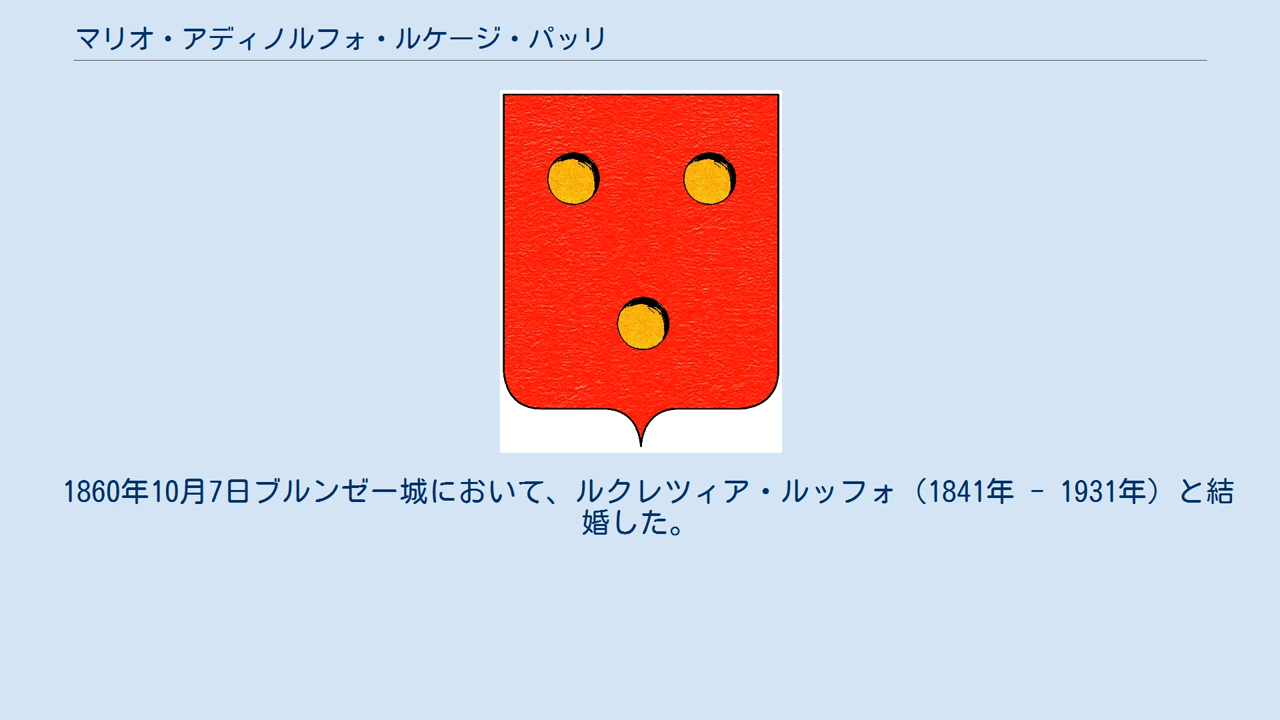 マリオ・アディノルフォ・ルケージ・パッリ
1860年10月7日ブルンゼー城において、ルクレツィア・ルッフォ（1841年 - 1931年）と結
婚した。